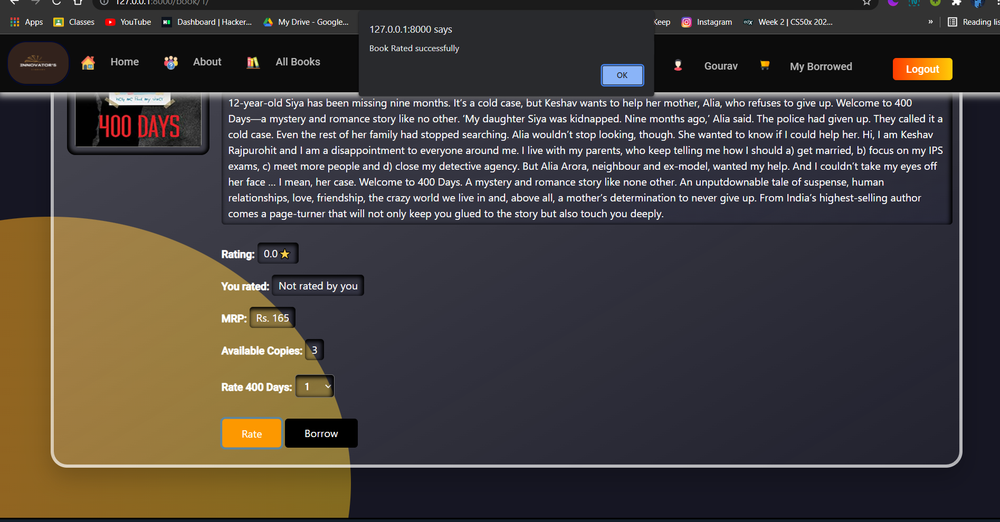 127.0.0.1:8000/book/1/
Apps
Classes
YouTube
Dashboard | Hacker...
My Drive - Google...
Keep
Instagram
edX
Week 2 | CS50x 202...
»
Reading lis
127.0.0.1:8000 says
Book Rated successfully
OK
INNOVATOR'S
Home
About
All Books
Gourav
My Borrowed
Logout
HELP ME FIND MY SISTER
400 DAYS
12-year-old Siya has been missing nine months. It’s a cold case, but Keshav wants to help her mother, Alia, who refuses to give up. Welcome to 400
Days—a mystery and romance story like no other. ‘My daughter Siya was kidnapped. Nine months ago,’ Alia said. The police had given up. They called it a
cold case. Even the rest of her family had stopped searching. Alia wouldn’t stop looking, though. She wanted to know if I could help her. Hi, I am Keshav
Rajpurohit and I am a disappointment to everyone around me. I live with my parents, who keep telling me how I should a) get married, b) focus on my IPS
exams, c) meet more people and d) close my detective agency. But Alia Arora, neighbour and ex-model, wanted my help. And I couldn’t take my eyes off
her face ... I mean, her case. Welcome to 400 Days. A mystery and romance story like none other. An unputdownable tale of suspense, human
relationships, love, friendship, the crazy world we live in and, above all, a mother’s determination to never give up. From India’s highest-selling author
comes a page-turner that will not only keep you glued to the story but also touch you deeply.
Rating: 0.0
You rated: Not rated by you
MRP: Rs. 165
Available Copies: 3
Rate 400 Days: 1
Rate
Borrow